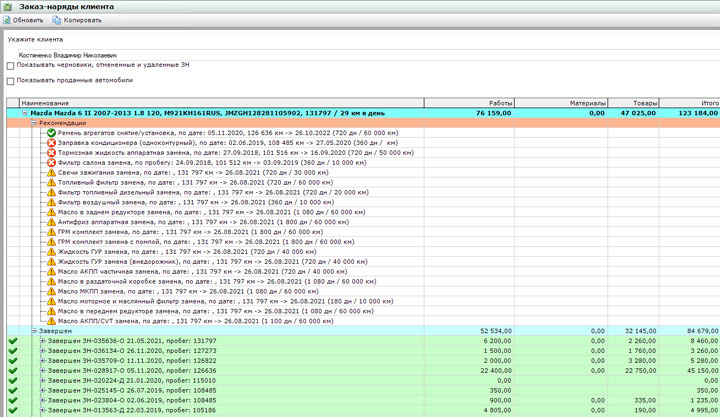 Заказ-наряды клиента
Обновить Копировать
Укажите клиента
Костяненко Владимир Николаевич
Показывать черновики, отмененные и удаленные ЗН
Показывать проданные автомобили
Наименование Работы Материалы Товары Итого
Mazda Mazda 6 II 2007-2013 1.8 120, M921KH161RUS, JMZGH128281105902, 131797 / 29 км в день 76 159,00 0,00 47 025,00 123 184,00
Рекомендации
Ремень агрегатов снятие/установка, по дате: 05.11.2020, 126 636 км -> 26.10.2022 (720 дн / 60 000 км)
Заправка кондиционера (одноконтурный), по дате: 02.06.2019, 108 485 км -> 27.05.2020 (360 дн / км)
Тормозная жидкость аппаратная замена, по дате: 27.09.2018, 101 516 км -> 16.09.2020 (720 дн / 50 000 км)
Фильтр салона замена, по пробегу: 24.09.2018, 101 512 км -> 03.09.2019 (360 дн / 10 000 км)
Свечи зажигания замена, по дате: , 131 797 км -> 26.08.2021 (720 дн / 30 000 км)
Топливный фильтр замена, по дате: , 131 797 км -> 26.08.2021 (720 дн / 60 000 км)
Фильтр топливный дизельный замена, по дате: , 131 797 км -> 26.08.2021 (720 дн / 20 000 км)
Фильтр воздушный замена, по дате: , 131 797 км -> 26.08.2021 (360 дн / 10 000 км)
Масло в заднем редукторе замена, по дате: , 131 797 км -> 26.08.2021 (1 080 дн / 60 000 км)
Антифриз аппаратная замена, по дате: , 131 797 км -> 26.08.2021 (1 800 дн / 60 000 км)
ГРМ комплект замена, по дате: , 131 797 км -> 26.08.2021 (1 800 дн / 60 000 км)
ГРМ комплект замена с помпой, по дате: , 131 797 км -> 26.08.2021 (1 800 дн / 60 000 км)
Жидкость ГУР замена, по дате: , 131 797 км -> 26.08.2021 (720 дн / 40 000 км)
Жидкость ГУР замена (внедорожник), по дате: , 131 797 км -> 26.08.2021 (720 дн / 40 000 км)
Масло АКПП частичная замена, по дате: , 131 797 км -> 26.08.2021 (720 дн / 40 000 км)
Масло в раздаточной коробке замена, по дате: , 131 797 км -> 26.08.2021 (1 080 дн / 60 000 км)
Масло МКПП замена, по дате: , 131 797 км -> 26.08.2021 (1 080 дн / 60 000 км)
Масло моторное и маслянный фильтр замена, по дате: , 131 797 км -> 26.08.2021 (180 дн / 10 000 км)
Масло в переднем редукторе замена, по дате: , 131 797 км -> 26.08.2021 (1 080 дн / 60 000 км)
Масло АКПП/CVT замена, по дате: , 131 797 км -> 26.08.2021 (1 100 дн / 60 000 км)
Завершен 52 534,00 0,00 32 145,00 84 679,00
Завершен ЗН-035636-О 21.05.2021, пробег: 131797 6 200,00 0,00 2 260,00 8 460,00
Завершен ЗН-036134-О 26.11.2020, пробег: 127273 1 500,00 0,00 1 760,00 3 260,00
Завершен ЗН-035709-О 11.11.2020, пробег: 126822 2 000,00 0,00 3 280,00 5 280,00
Завершен ЗН-028917-О 05.11.2020, пробег: 126636 22 400,00 0,00 22 750,00 45 150,00
Завершен ЗН-020224-Д 21.01.2020, пробег: 115010 0,00 0,00
Завершен ЗН-025145-О 26.07.2019, пробег: 108485 350,00 350,00
Завершен ЗН-023804-О 02.06.2019, пробег: 108485 900,00 0,00 335,00 1 235,00
Завершен ЗН-013563-Д 22.03.2019, пробег: 105186 4 805,00 0,00 190,00 4 995,00